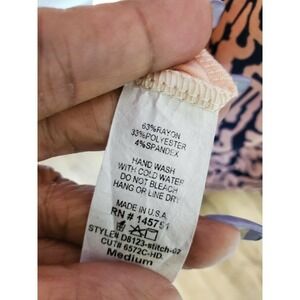 63%RAYON
33%POLYESTER
4%SPANDEX
HAND WASH
WITH COLD WATER
DO NOT BLEACH
HANG OR LINE DRY
MADE IN U.S.A.
RN # 145751
STYLE# D8123-stitch-07
CUT# 6572C-HD
Medium